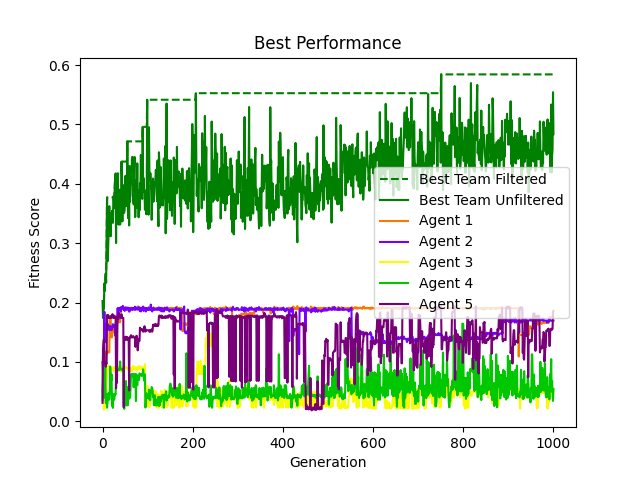 Best Performance
0.6
0.5
0.4
0.3
0.2
0.1
0.0
Fitness Score
Best Team Filtered
Best Team Unfiltered
Agent 1
Agent 2
Agent 3
Agent 4
Agent 5
0 200 400 600 800 1000
Generation